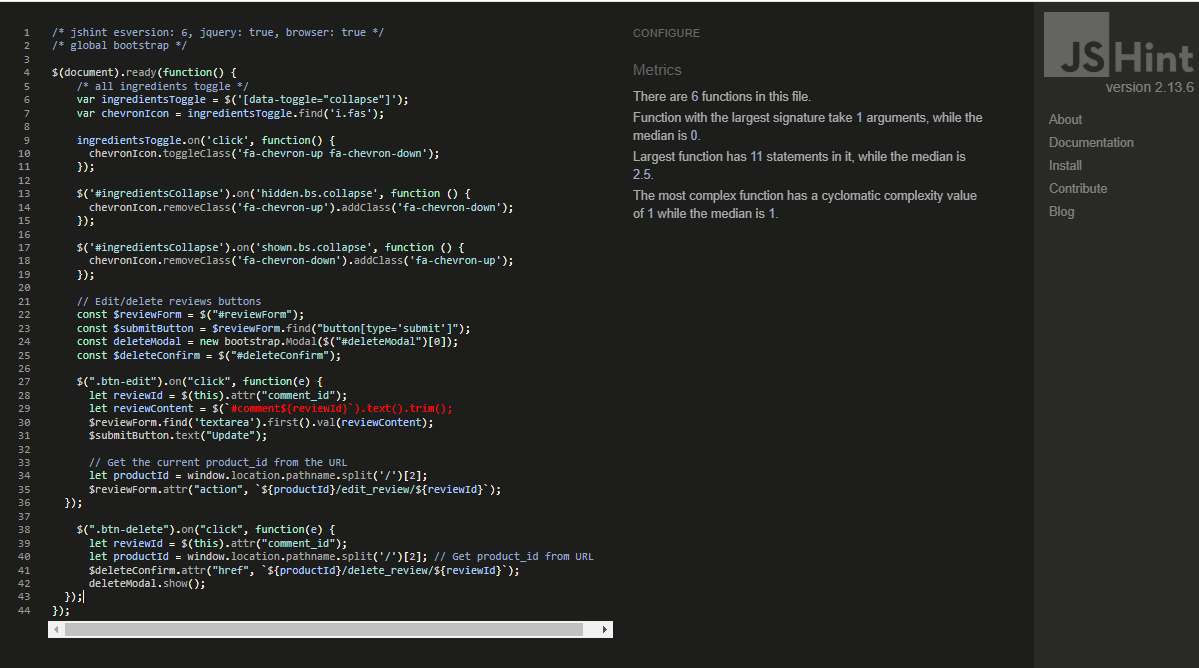 1 /* jshint esversion: 6, jquery: true, browser: true */
2 /* global bootstrap */
3
4 $(document).ready(function() {
5     /* all ingredients toggle */
6     var ingredientsToggle = $('[data-toggle="collapse"]');
7     var chevronIcon = ingredientsToggle.find('i.fas');
8
9     ingredientsToggle.on('click', function() {
10       chevronIcon.toggleClass('fa-chevron-up fa-chevron-down');
11     });
12
13     $('#ingredientsCollapse').on('hidden.bs.collapse', function () {
14       chevronIcon.removeClass('fa-chevron-up').addClass('fa-chevron-down');
15     });
16
17     $('#ingredientsCollapse').on('shown.bs.collapse', function () {
18       chevronIcon.removeClass('fa-chevron-down').addClass('fa-chevron-up');
19     });
20
21     // Edit/delete reviews buttons
22     const $reviewForm = $("#reviewForm");
23     const $submitButton = $reviewForm.find("button[type='submit']");
24     const deleteModal = new bootstrap.Modal($("#deleteModal")[0]);
25     const $deleteConfirm = $("#deleteConfirm");
26
27     $(".btn-edit").on("click", function(e) {
28       let reviewId = $(this).attr("comment_id");
29       let reviewContent = $(`#comment${reviewId}`).text().trim();
30       $reviewForm.find('textarea').first().val(reviewContent);
31       $submitButton.text("Update");
32
33       // Get the current product_id from the URL
34       let productId = window.location.pathname.split('/')[2];
35       $reviewForm.attr("action", `${productId}/edit_review/${reviewId}`);
36   });
37
38     $(".btn-delete").on("click", function(e) {
39       let reviewId = $(this).attr("comment_id");
40       let productId = window.location.pathname.split('/')[2]; // Get product_id from URL
41       $deleteConfirm.attr("href", `${productId}/delete_review/${reviewId}`);
42       deleteModal.show();
43   });
44 });
CONFIGURE
Metrics
There are 6 functions in this file.
Function with the largest signature take 1 arguments, while the
median is 0.
Largest function has 11 statements in it, while the median is
2.5.
The most complex function has a cyclomatic complexity value
of 1 while the median is 1.
JSHint
version 2.13.6
About
Documentation
Install
Contribute
Blog